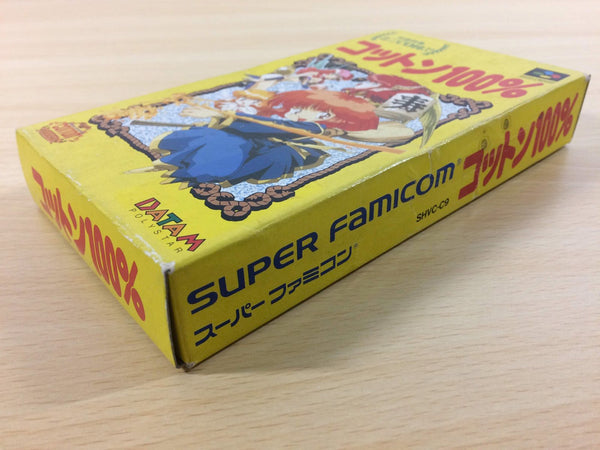 コットン100%
DATAM
POLYSTAR
コットン100%
SUPER FAMICOM
スーパーファミコン
SHVC-C9
コットン100%